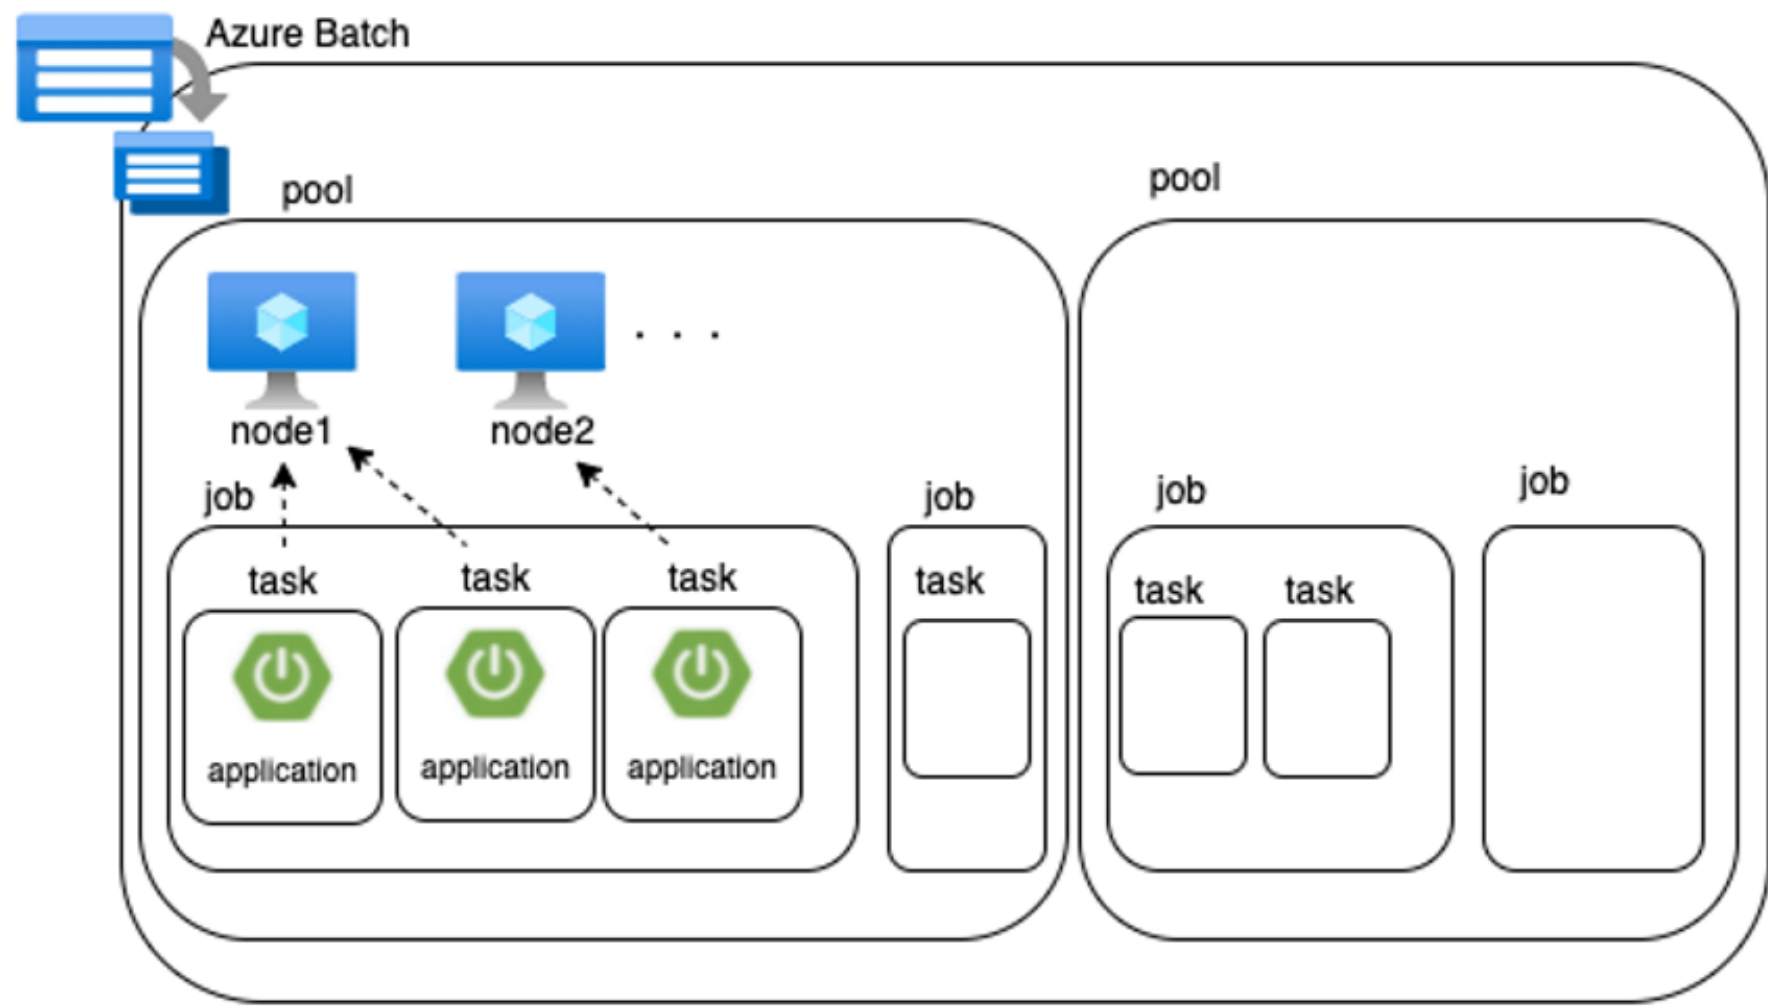 Azure Batch
pool
pool
node1
node2
. . .
job
job
job
job
task
task
task
task
task
task
application
application
application